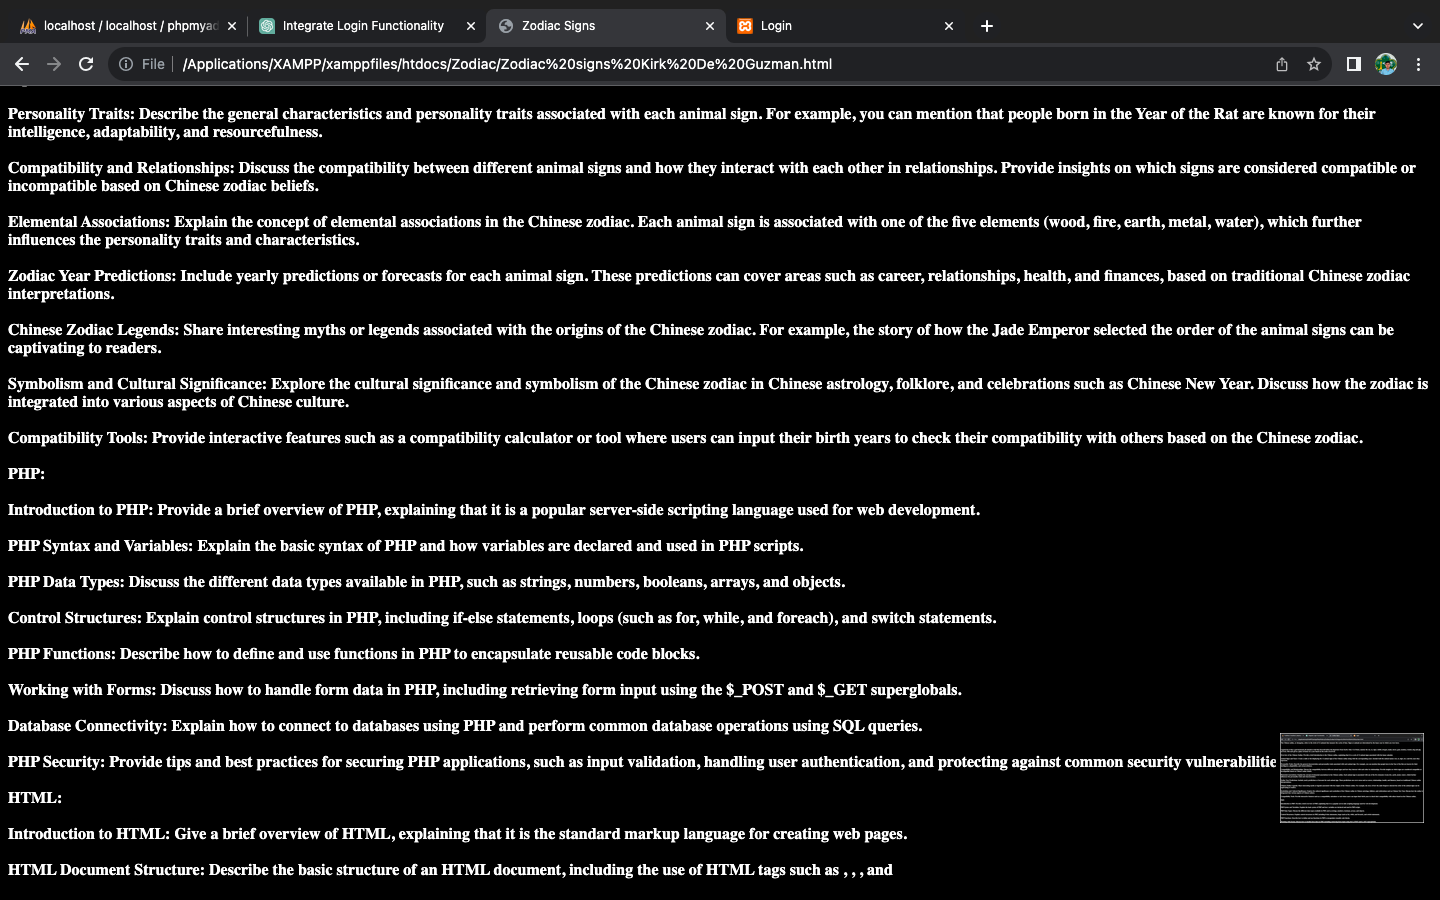 localhost / localhost / phpmyad
Integrate Login Functionality
Zodiac Signs
Login
File
/Applications/XAMPP/xamppfiles/htdocs/Zodiac/Zodiac%20signs%20Kirk%20De%20Guzman.html
Personality Traits: Describe the general characteristics and personality traits associated with each animal sign. For example, you can mention that people born in the Year of the Rat are known for their
intelligence, adaptability, and resourcefulness.
Compatibility and Relationships: Discuss the compatibility between different animal signs and how they interact with each other in relationships. Provide insights on which signs are considered compatible or
incompatible based on Chinese zodiac beliefs.
Elemental Associations: Explain the concept of elemental associations in the Chinese zodiac. Each animal sign is associated with one of the five elements (wood, fire, earth, metal, water), which further
influences the personality traits and characteristics.
Zodiac Year Predictions: Include yearly predictions or forecasts for each animal sign. These predictions can cover areas such as career, relationships, health, and finances, based on traditional Chinese zodiac
interpretations.
Chinese Zodiac Legends: Share interesting myths or legends associated with the origins of the Chinese zodiac. For example, the story of how the Jade Emperor selected the order of the animal signs can be
captivating to readers.
Symbolism and Cultural Significance: Explore the cultural significance and symbolism of the Chinese zodiac in Chinese astrology, folklore, and celebrations such as Chinese New Year. Discuss how the zodiac is
integrated into various aspects of Chinese culture.
Compatibility Tools: Provide interactive features such as a compatibility calculator or tool where users can input their birth years to check their compatibility with others based on the Chinese zodiac.
PHP:
Introduction to PHP: Provide a brief overview of PHP, explaining that it is a popular server-side scripting language used for web development.
PHP Syntax and Variables: Explain the basic syntax of PHP and how variables are declared and used in PHP scripts.
PHP Data Types: Discuss the different data types available in PHP, such as strings, numbers, booleans, arrays, and objects.
Control Structures: Explain control structures in PHP, including if-else statements, loops (such as for, while, and foreach), and switch statements.
PHP Functions: Describe how to define and use functions in PHP to encapsulate reusable code blocks.
Working with Forms: Discuss how to handle form data in PHP, including retrieving form input using the $_POST and $_GET superglobals.
Database Connectivity: Explain how to connect to databases using PHP and perform common database operations using SQL queries.
PHP Security: Provide tips and best practices for securing PHP applications, such as input validation, handling user authentication, and protecting against common security vulnerabilitie
HTML:
Introduction to HTML: Give a brief overview of HTML, explaining that it is the standard markup language for creating web pages.
HTML Document Structure: Describe the basic structure of an HTML document, including the use of HTML tags such as , , , and